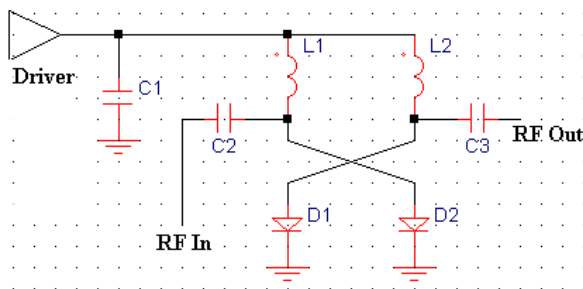 L1
L2
Driver
C1
C2
C3
RF Out
D1
D2
RF In